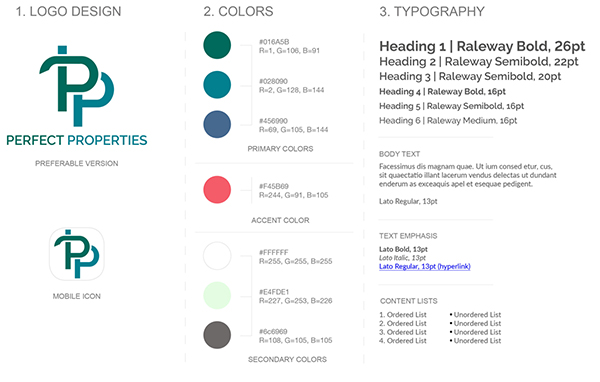 1. LOGO DESIGN
PERFECT PROPERTIES
PREFERABLE VERSION
MOBILE ICON
2. COLORS
#016A5B
R=1, G=106, B=91
#028090
R=2, G=128, B=144
#456990
R=69, G=105, B=144
PRIMARY COLORS
#F45B69
R=244, G=91, B=105
ACCENT COLOR
#FFFFFF
R=255, G=255, B=255
#E4FDE1
R=227, G=253, B=226
#6c6969
R=108, G=105, B=105
SECONDARY COLORS
3. TYPOGRAPHY
Heading 1 | Raleway Bold, 26pt
Heading 2 | Raleway Semibold, 22pt
Heading 3 | Raleway Semibold, 20pt
Heading 4 | Raleway Bold, 16pt
Heading 5 | Raleway Semibold, 16pt
Heading 6 | Raleway Medium, 16pt
BODY TEXT
Facessimus dis magnam quae. Ut ium consed etur, cus,
sit quaectatio illant lacerum vendus delectas ut dundant
enderum as exceaquis apel et eseque pedigent.
Lato Regular, 13pt
TEXT EMPHASIS
Lato Bold, 13pt
Lato Italic, 13pt
Lato Regular, 13pt (hyperlink)
CONTENT LISTS
1. Ordered List • Unordered List
2. Ordered List • Unordered List
3. Ordered List • Unordered List
4. Ordered List • Unordered List